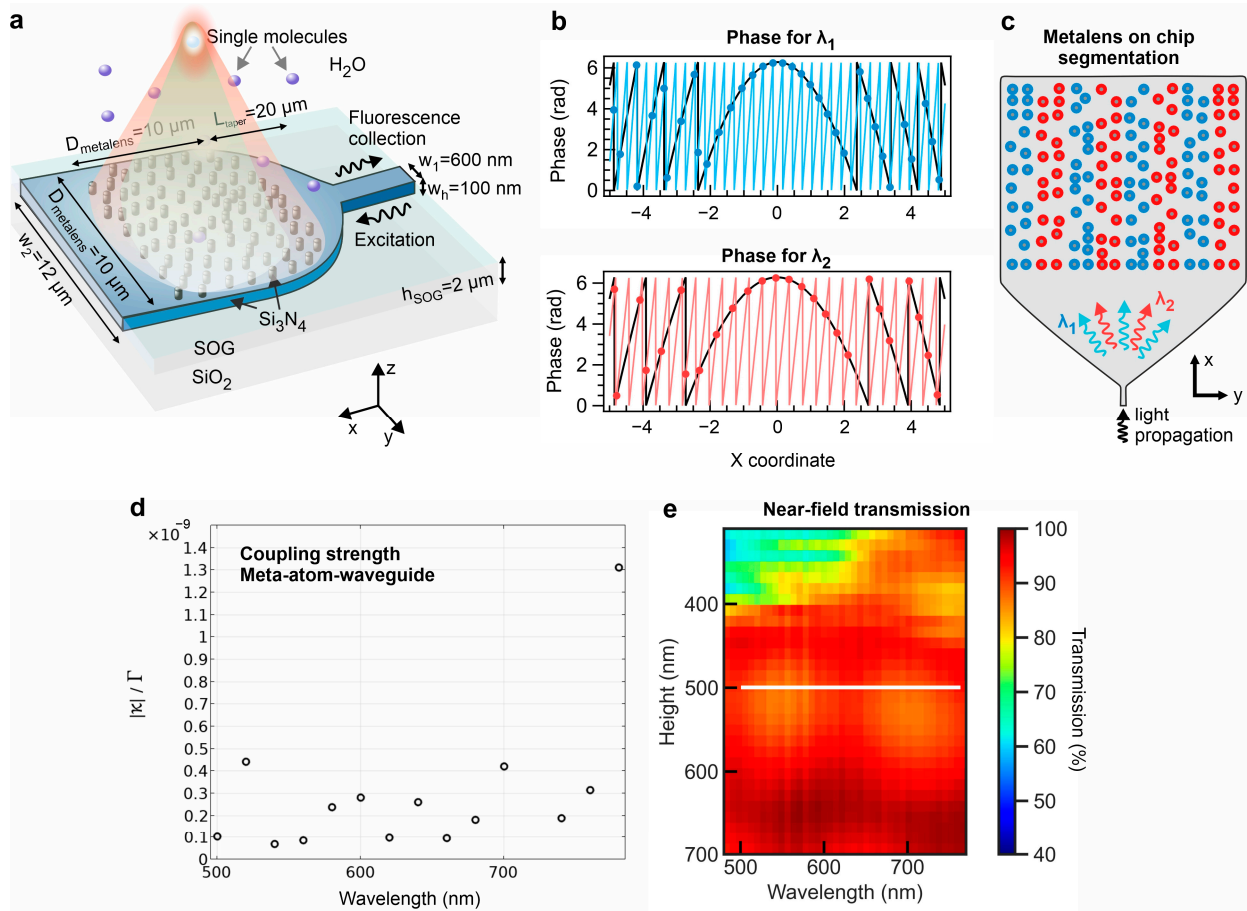 a
Single molecules
H2O
Dmetalens=10 µm
Ltaper=20 µm
Fluorescence
collection
w1=600 nm
wh=100 nm
Excitation
Dmetalens=10 µm
w2=12 µm
hSOG=2 µm
Si3N4
SOG
SiO2
z
x
y
b
Phase for λ1
Phase (rad)
6
4
2
0
−4
−2
0
2
4
Phase for λ2
Phase (rad)
6
4
2
0
−4
−2
0
2
4
X coordinate
c
Metalens on chip
segmentation
λ1
λ2
x
y
light
propagation
d
×10⁻⁹
Coupling strength
Meta-atom-waveguide
|κ| / Γ
1.4
1.3
1.2
1.1
1
0.9
0.8
0.7
0.6
0.5
0.4
0.3
0.2
0.1
0
500
600
700
Wavelength (nm)
e
Near-field transmission
Height (nm)
400
500
600
700
500
600
700
Wavelength (nm)
100
90
80
70
60
50
40
Transmission (%)